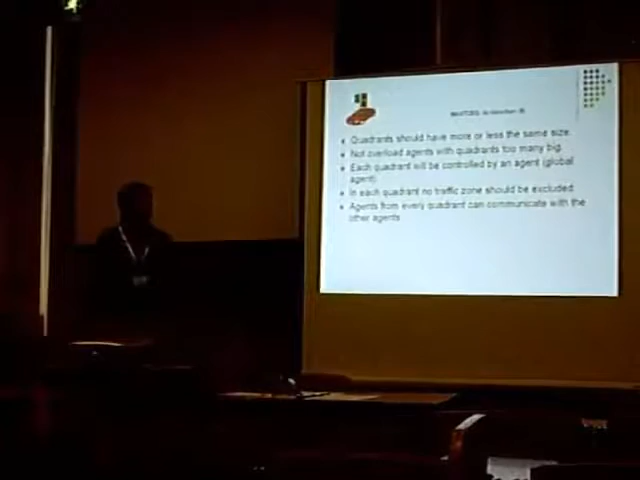 Quadrants should have more or less the same size.
Not overload agents with quadrants too many big.
Each quadrant will be controlled by an agent (global
agent)
In each quadrant no traffic zone should be excluded
Agents from every quadrant can communicate with the
other agents